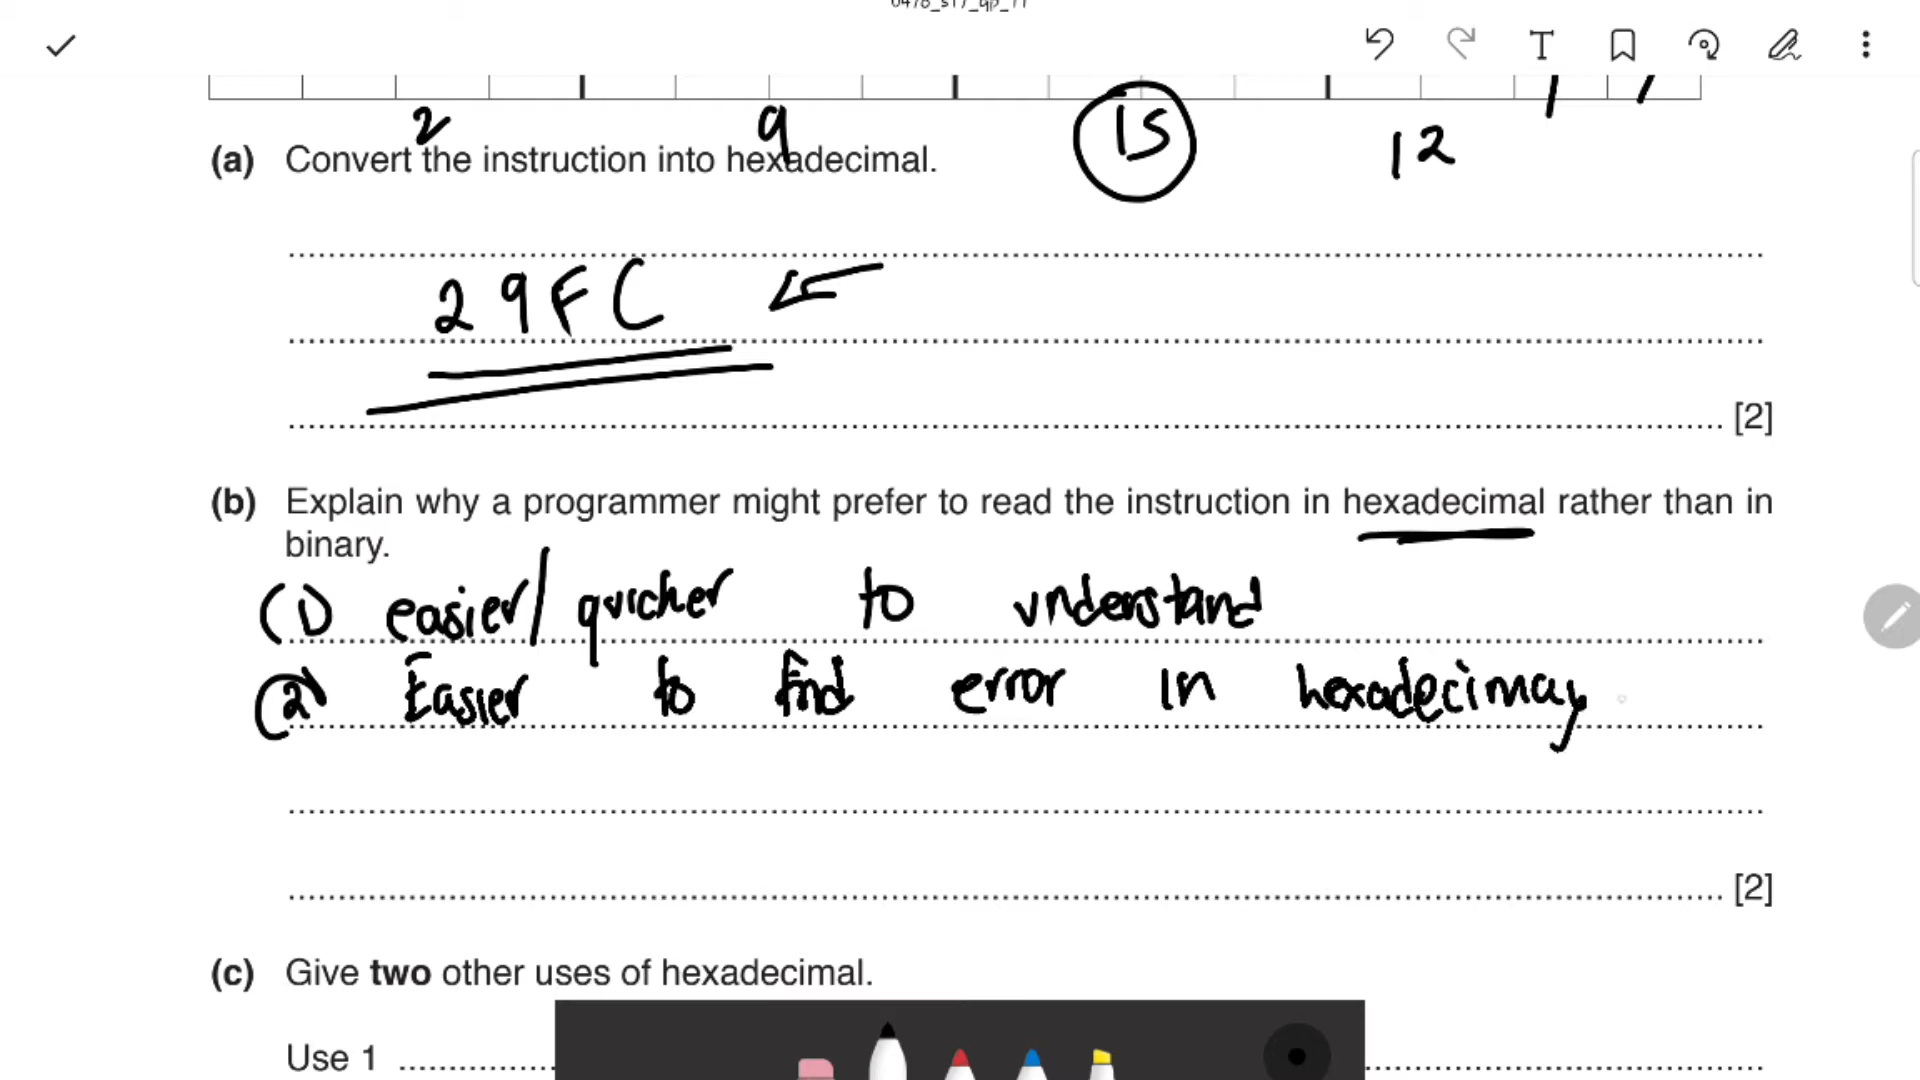 2 9 15 12
(a) Convert the instruction into hexadecimal.
29FC
[2]
(b) Explain why a programmer might prefer to read the instruction in hexadecimal rather than in
binary.
(1) easier/quicker to understand
(2) Easier to find error in hexadecimal
[2]
(c) Give two other uses of hexadecimal.
Use 1